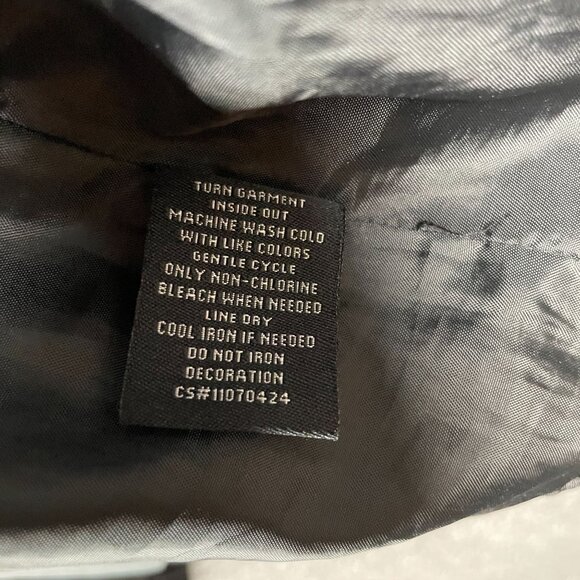 TURN GARMENT
INSIDE OUT
MACHINE WASH COLD
WITH LIKE COLORS
GENTLE CYCLE
ONLY NON-CHLORINE
BLEACH WHEN NEEDED
LINE DRY
COOL IRON IF NEEDED
DO NOT IRON
DECORATION
CS#11070424